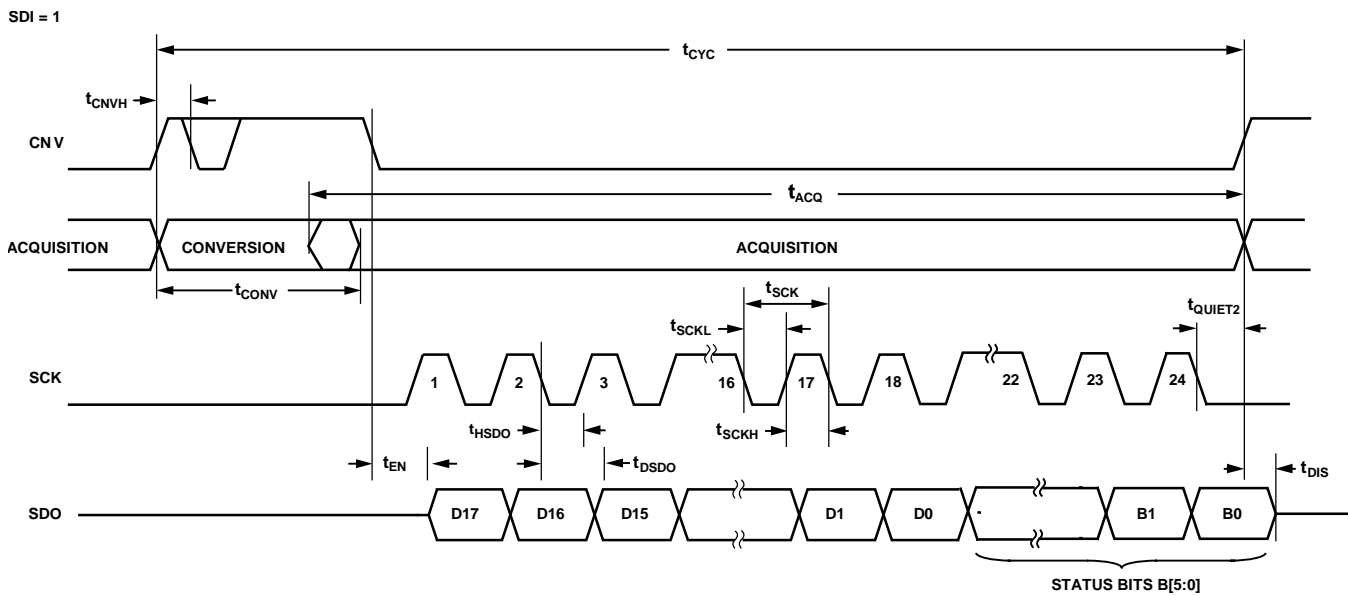 SDI = 1
tCYC
tCNVH
CNV
tACQ
ACQUISITION CONVERSION ACQUISITION
tCONV
tSCK
tSCKL
tQUIET2
SCK 1 2 3 16 17 18 22 23 24
tHSDO
tSCKH
tEN
tDSDO
tDIS
SDO D17 D16 D15 D1 D0 B1 B0
STATUS BITS B[5:0]